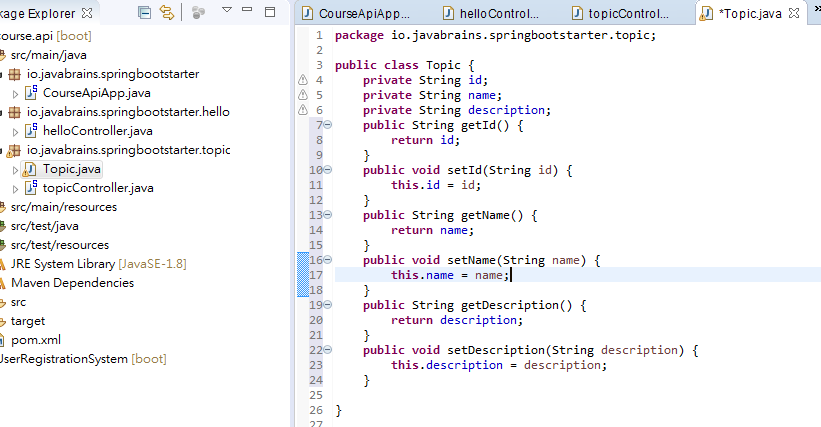 kage Explorer
course.api [boot]
src/main/java
io.javabrains.springbootstarter
CourseApiApp.java
io.javabrains.springbootstarter.hello
helloController.java
io.javabrains.springbootstarter.topic
Topic.java
topicController.java
src/main/resources
src/test/java
src/test/resources
JRE System Library [JavaSE-1.8]
Maven Dependencies
src
target
pom.xml
UserRegistrationSystem [boot]
CourseApiApp... helloControl... topicControl... *Topic.java
1 package io.javabrains.springbootstarter.topic;
2
3 public class Topic {
4 private String id;
5 private String name;
6 private String description;
7 public String getId() {
8 return id;
9 }
10 public void setId(String id) {
11 this.id = id;
12 }
13 public String getName() {
14 return name;
15 }
16 public void setName(String name) {
17 this.name = name;
18 }
19 public String getDescription() {
20 return description;
21 }
22 public void setDescription(String description) {
23 this.description = description;
24 }
25
26 }
27